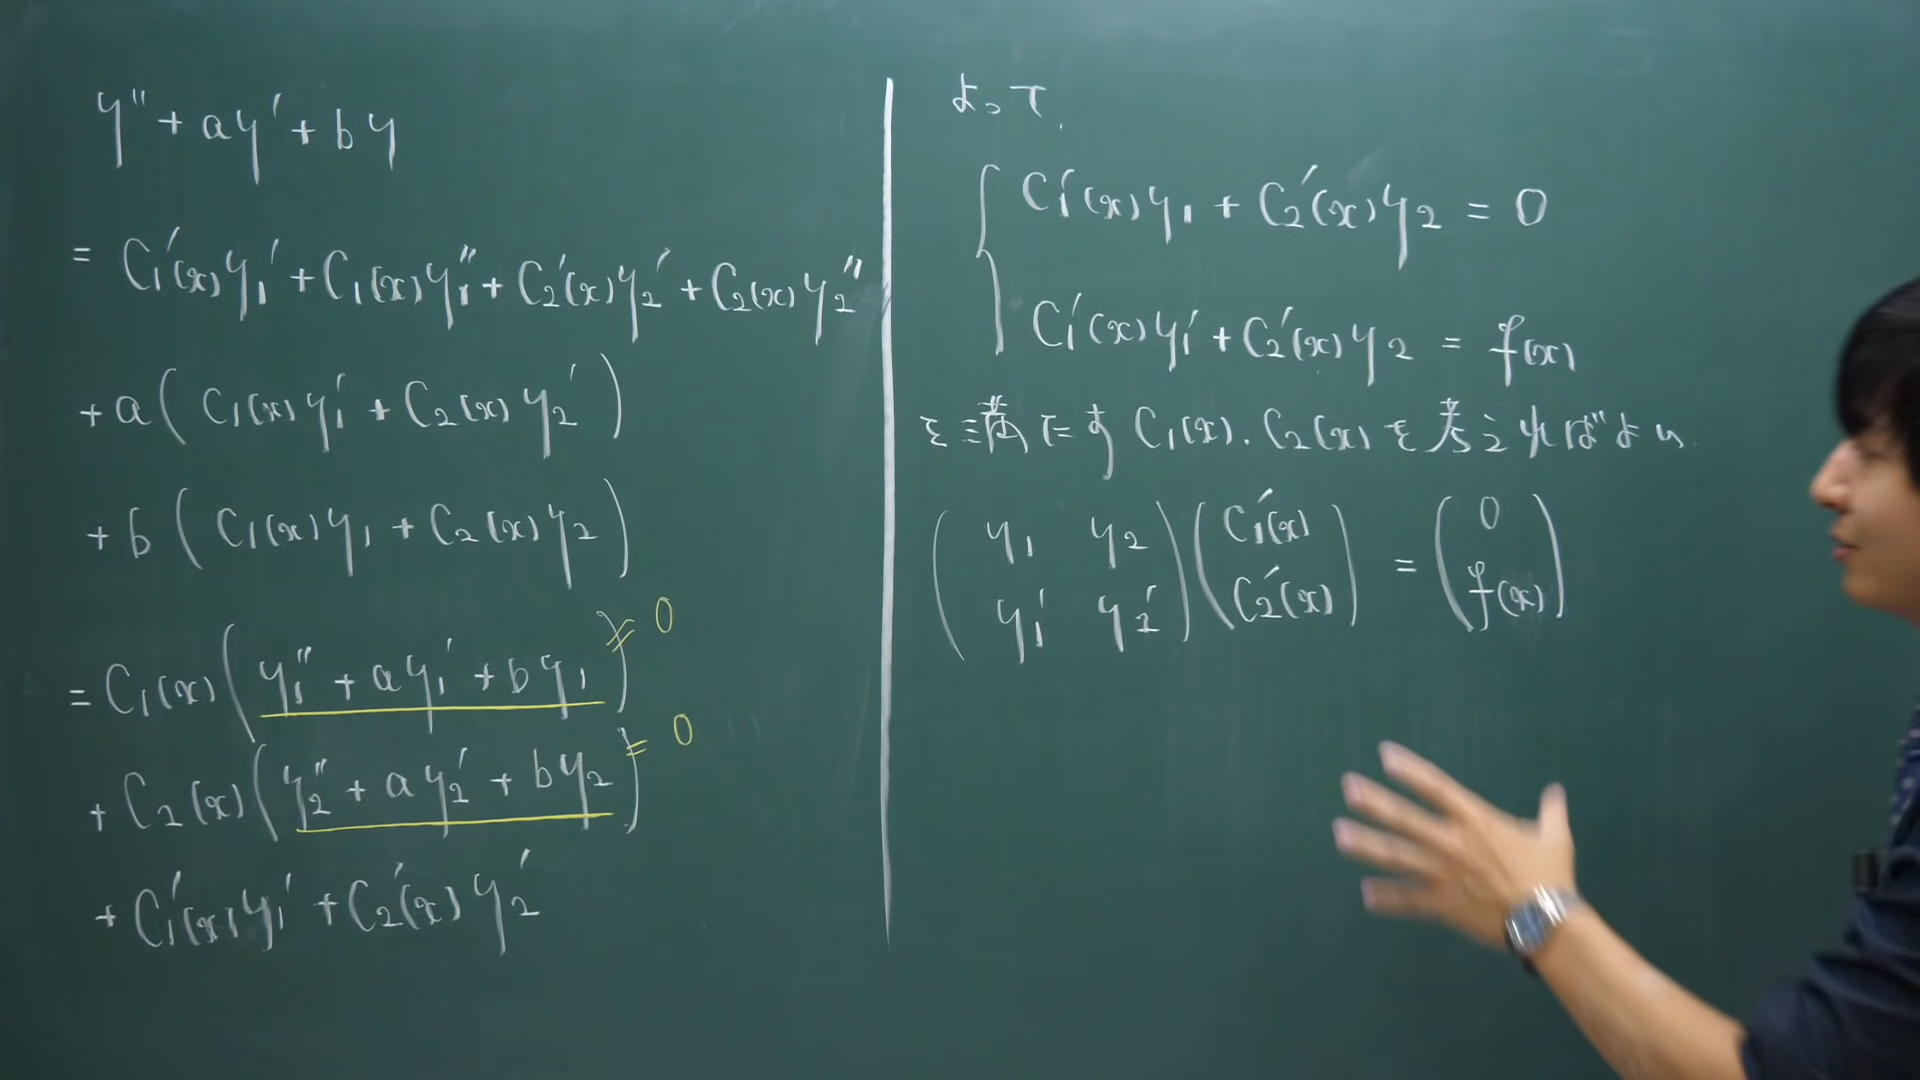 y'' + ay' + by
= C₁'(x)y₁' + C₁(x)y₁'' + C₂'(x)y₂' + C₂(x)y₂''
+ a( C₁(x)y₁' + C₂(x)y₂' )
+ b( C₁(x)y₁ + C₂(x)y₂ )
= C₁(x)( y₁'' + ay₁' + by₁ ) = 0
+ C₂(x)( y₂'' + ay₂' + by₂ ) = 0
+ C₁'(x)y₁' + C₂'(x)y₂'
よって,
{ C₁'(x)y₁ + C₂'(x)y₂ = 0
C₁'(x)y₁' + C₂'(x)y₂ = f(x)
を満たす C₁(x), C₂(x)を考えればよい.
( y₁ y₂ ) ( C₁'(x) ) = ( 0 )
( y₁' y₂' ) ( C₂'(x) ) ( f(x) )